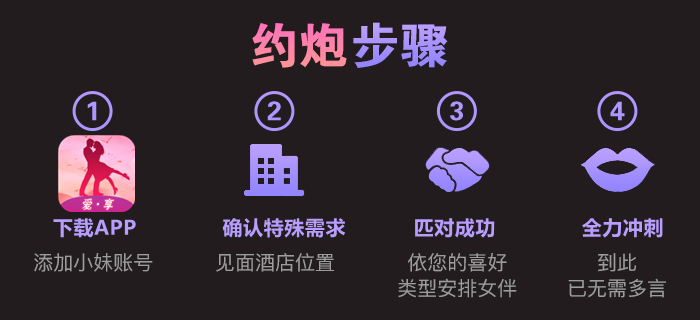 约炮步骤
1
2
3
4
爱·享
下载APP
确认特殊需求
匹对成功
全力冲刺
添加小妹账号
见面酒店位置
依您的喜好
类型安排女伴
到此
已无需多言